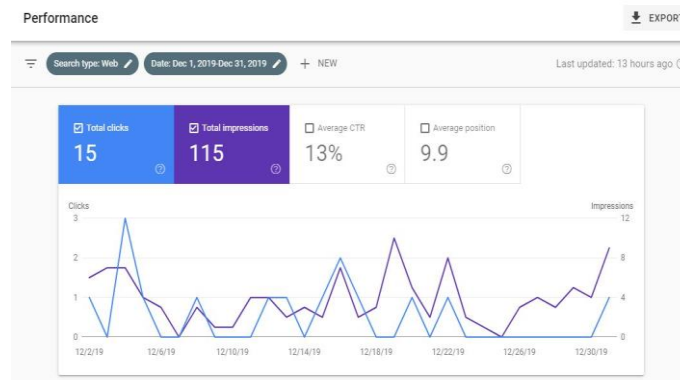 Performance
EXPORT
Search type: Web
Date: Dec 1, 2019-Dec 31, 2019
+ NEW
Last updated: 13 hours ago
Total clicks
15
Total impressions
115
Average CTR
13%
Average position
9.9
Clicks
Impressions
3
12
2
8
1
4
0
0
12/2/19 12/6/19 12/10/19 12/14/19 12/18/19 12/22/19 12/26/19 12/30/19